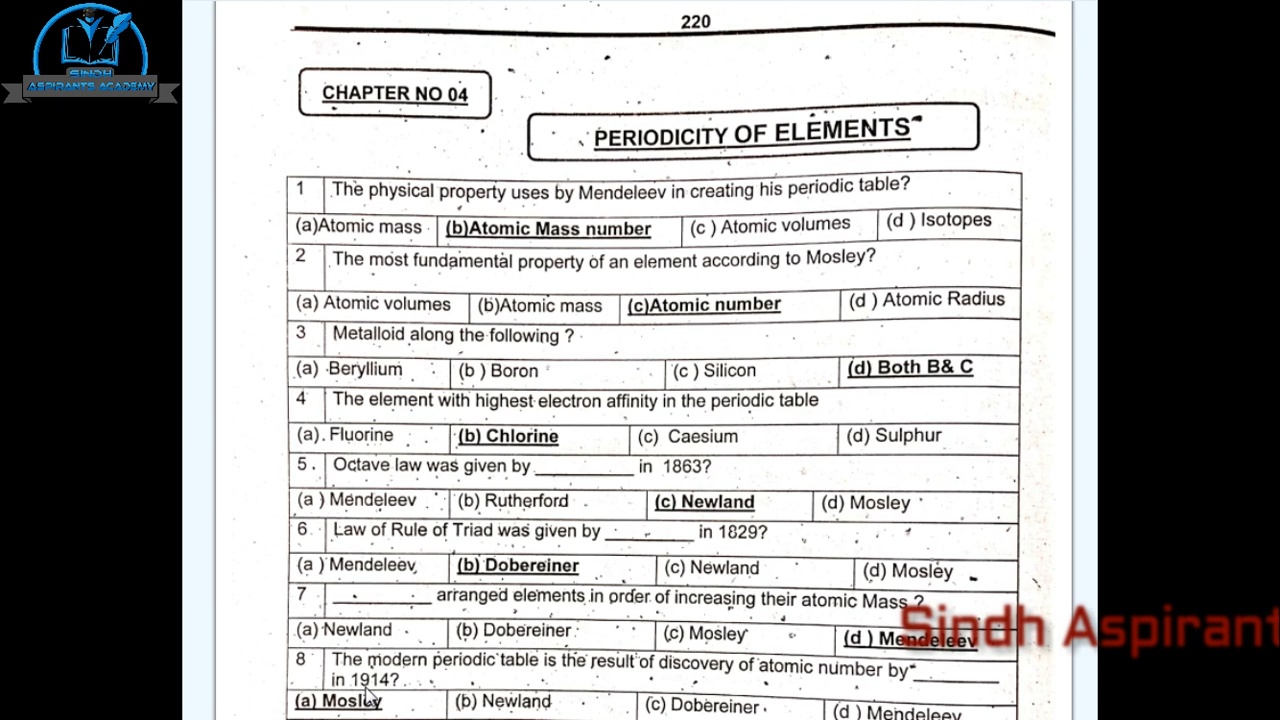 220
SINDH
ASPIRANTS ACADEMY
CHAPTER NO 04
PERIODICITY OF ELEMENTS
1 The physical property uses by Mendeleev in creating his periodic table?
(a)Atomic mass (b)Atomic Mass number (c ) Atomic volumes (d ) Isotopes
2 The most fundamental property of an element according to Mosley?
(a) Atomic volumes (b)Atomic mass (c)Atomic number (d ) Atomic Radius
3 Metalloid along the following ?
(a) Beryllium (b ) Boron (c ) Silicon (d) Both B& C
4 The element with highest electron affinity in the periodic table
(a). Fluorine (b) Chlorine (c) Caesium (d) Sulphur
5. Octave law was given by __________ in 1863?
(a ) Mendeleev (b) Rutherford (c) Newland (d) Mosley
6. Law of Rule of Triad was given by _________ in 1829?
(a ) Mendeleev (b) Dobereiner (c) Newland (d) Mosley
7 __________ arranged elements in order of increasing their atomic Mass ?
(a) Newland (b) Dobereiner (c) Mosley (d ) Mendeleev
Sindh Aspirant
8 The modern periodic table is the result of discovery of atomic number by __________
in 1914?
(a) Mosley (b) Newland (c) Dobereiner (d ) Mendeleev